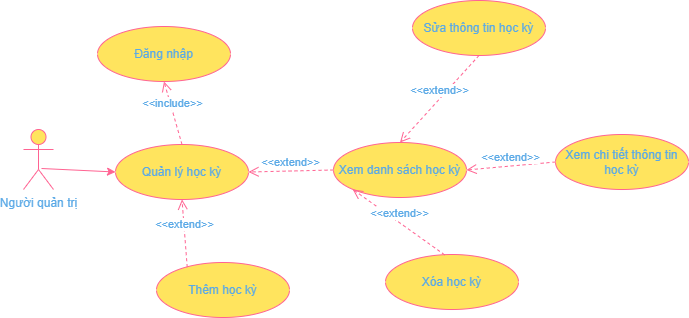 Sửa thông tin học kỳ
Đăng nhập
<<extend>>
<<include>>
Người quản trị
Quản lý học kỳ
<<extend>>
Xem danh sách học kỳ
<<extend>>
Xem chi tiết thông tin
học kỳ
<<extend>>
<<extend>>
Thêm học kỳ
Xóa học kỳ